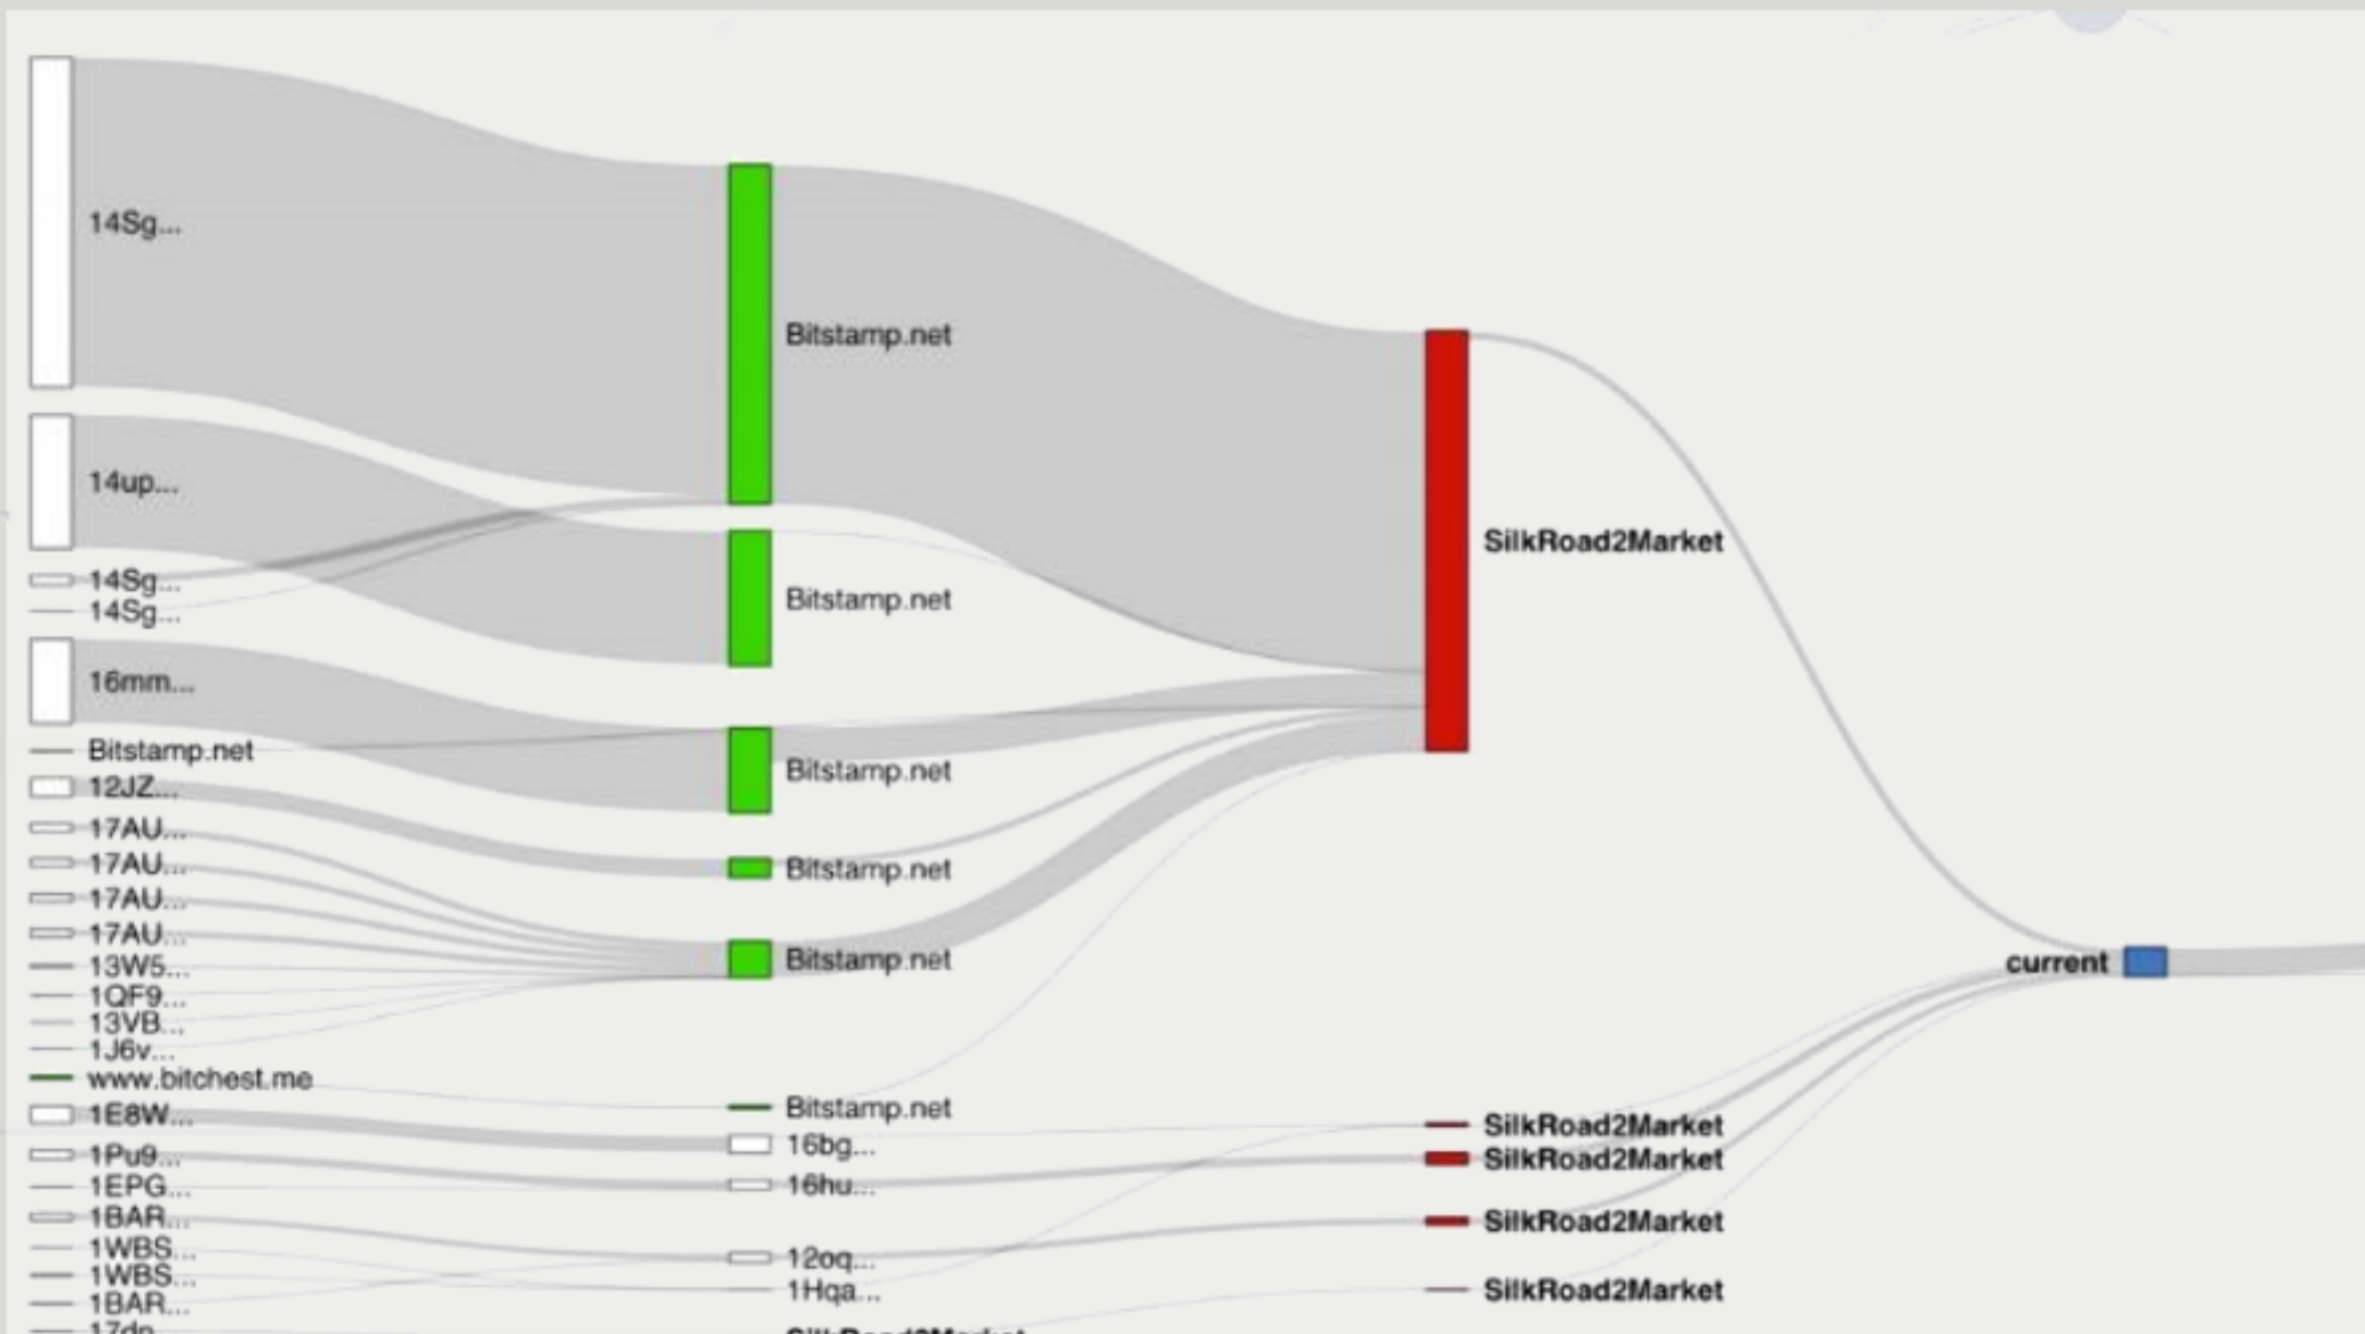 14Sg...
14up...
14Sg...
14Sg...
16mm...
Bitstamp.net
12JZ...
17AU...
17AU...
17AU...
17AU...
13W5...
1QF9...
13VB...
1J6v...
www.bitchest.me
1E8W...
1Pu9...
1EPG...
1BAR...
1WBS...
1WBS...
1BAR...
Bitstamp.net
Bitstamp.net
Bitstamp.net
Bitstamp.net
Bitstamp.net
Bitstamp.net
16bg...
16hu...
12oq...
1Hqa...
SilkRoad2Market
SilkRoad2Market
SilkRoad2Market
SilkRoad2Market
SilkRoad2Market
SilkRoad2Market
current